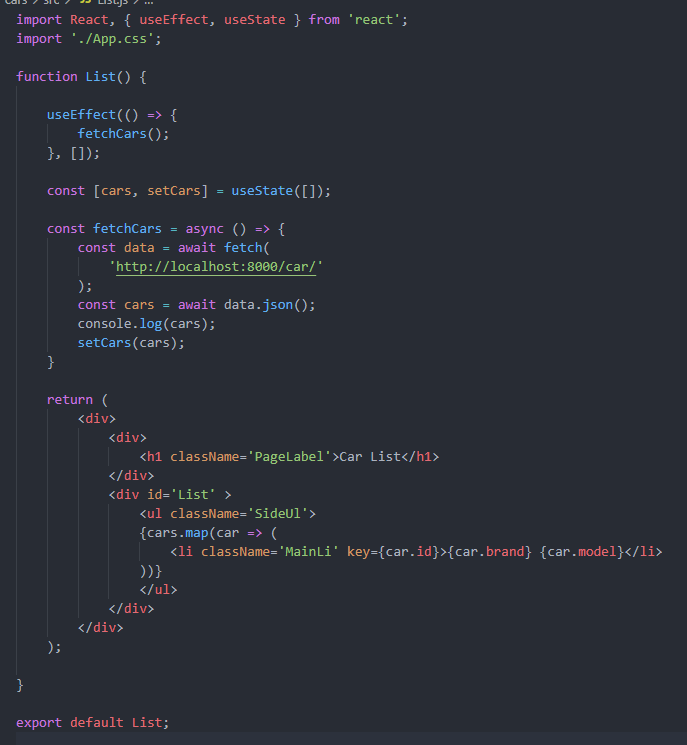 cars > src > JS List.js > ...
import React, { useEffect, useState } from 'react';
import './App.css';
function List() {
useEffect(() => {
fetchCars();
}, []);
const [cars, setCars] = useState([]);
const fetchCars = async () => {
const data = await fetch(
'http://localhost:8000/car/'
);
const cars = await data.json();
console.log(cars);
setCars(cars);
}
return (
<div>
<div>
<h1 className='PageLabel'>Car List</h1>
</div>
<div id='List' >
<ul className='SideUl'>
{cars.map(car => (
<li className='MainLi' key={car.id}>{car.brand} {car.model}</li>
))}
</ul>
</div>
</div>
);
}
export default List;